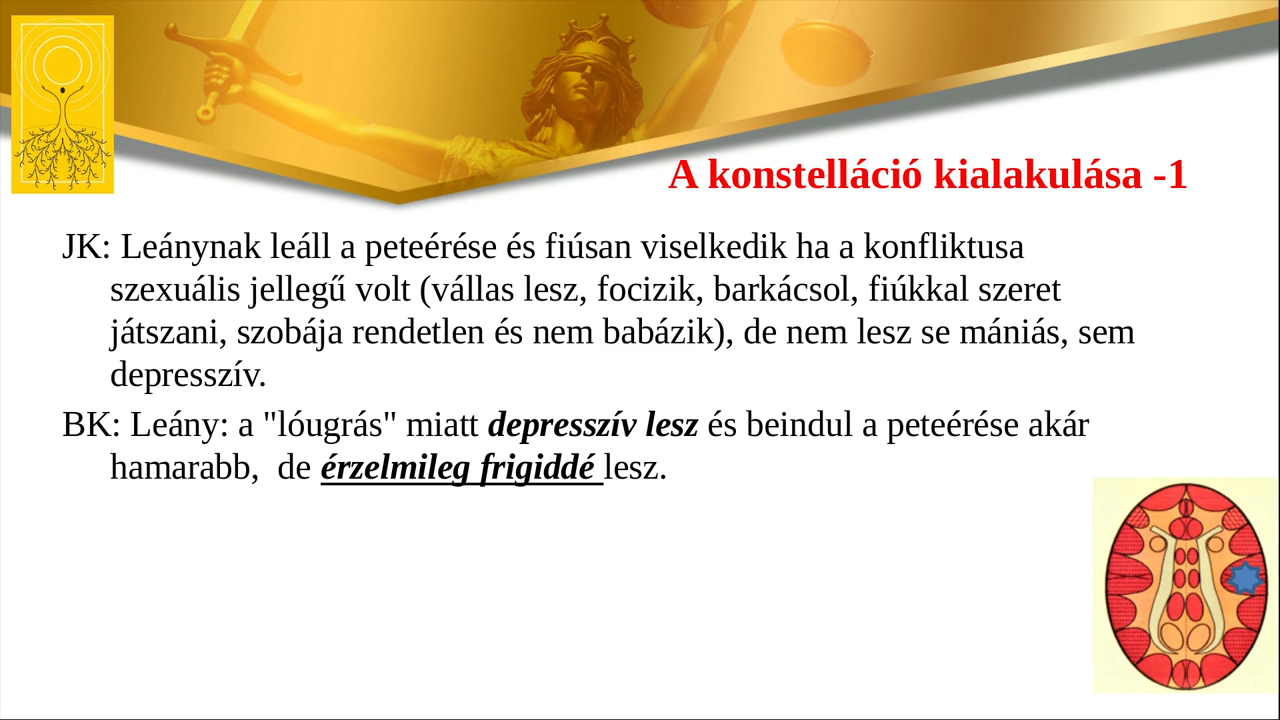 A konstelláció kialakulása -1
JK: Leánynak leáll a peteérése és fiúsan viselkedik ha a konfliktusa
szexuális jellegű volt (vállas lesz, focizik, barkácsol, fiúkkal szeret
játszani, szobája rendetlen és nem babázik), de nem lesz se mániás, sem
depresszív.
BK: Leány: a "lóugrás" miatt depresszív lesz és beindul a peteérése akár
hamarabb,  de érzelmileg frigiddé lesz.